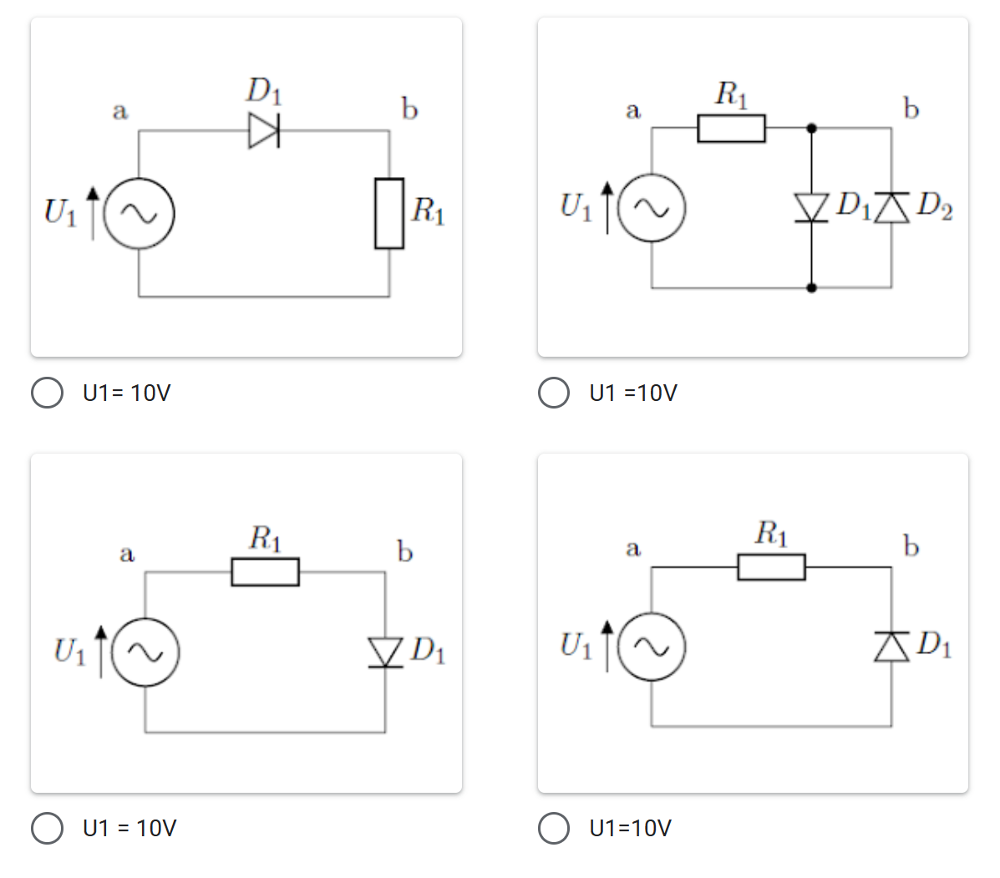 D₁
a
b
U₁
R₁
U1= 10V
R₁
a
b
U₁
D₁
D₂
U1 =10V
R₁
a
b
U₁
D₁
U1 = 10V
R₁
a
b
U₁
D₁
U1=10V